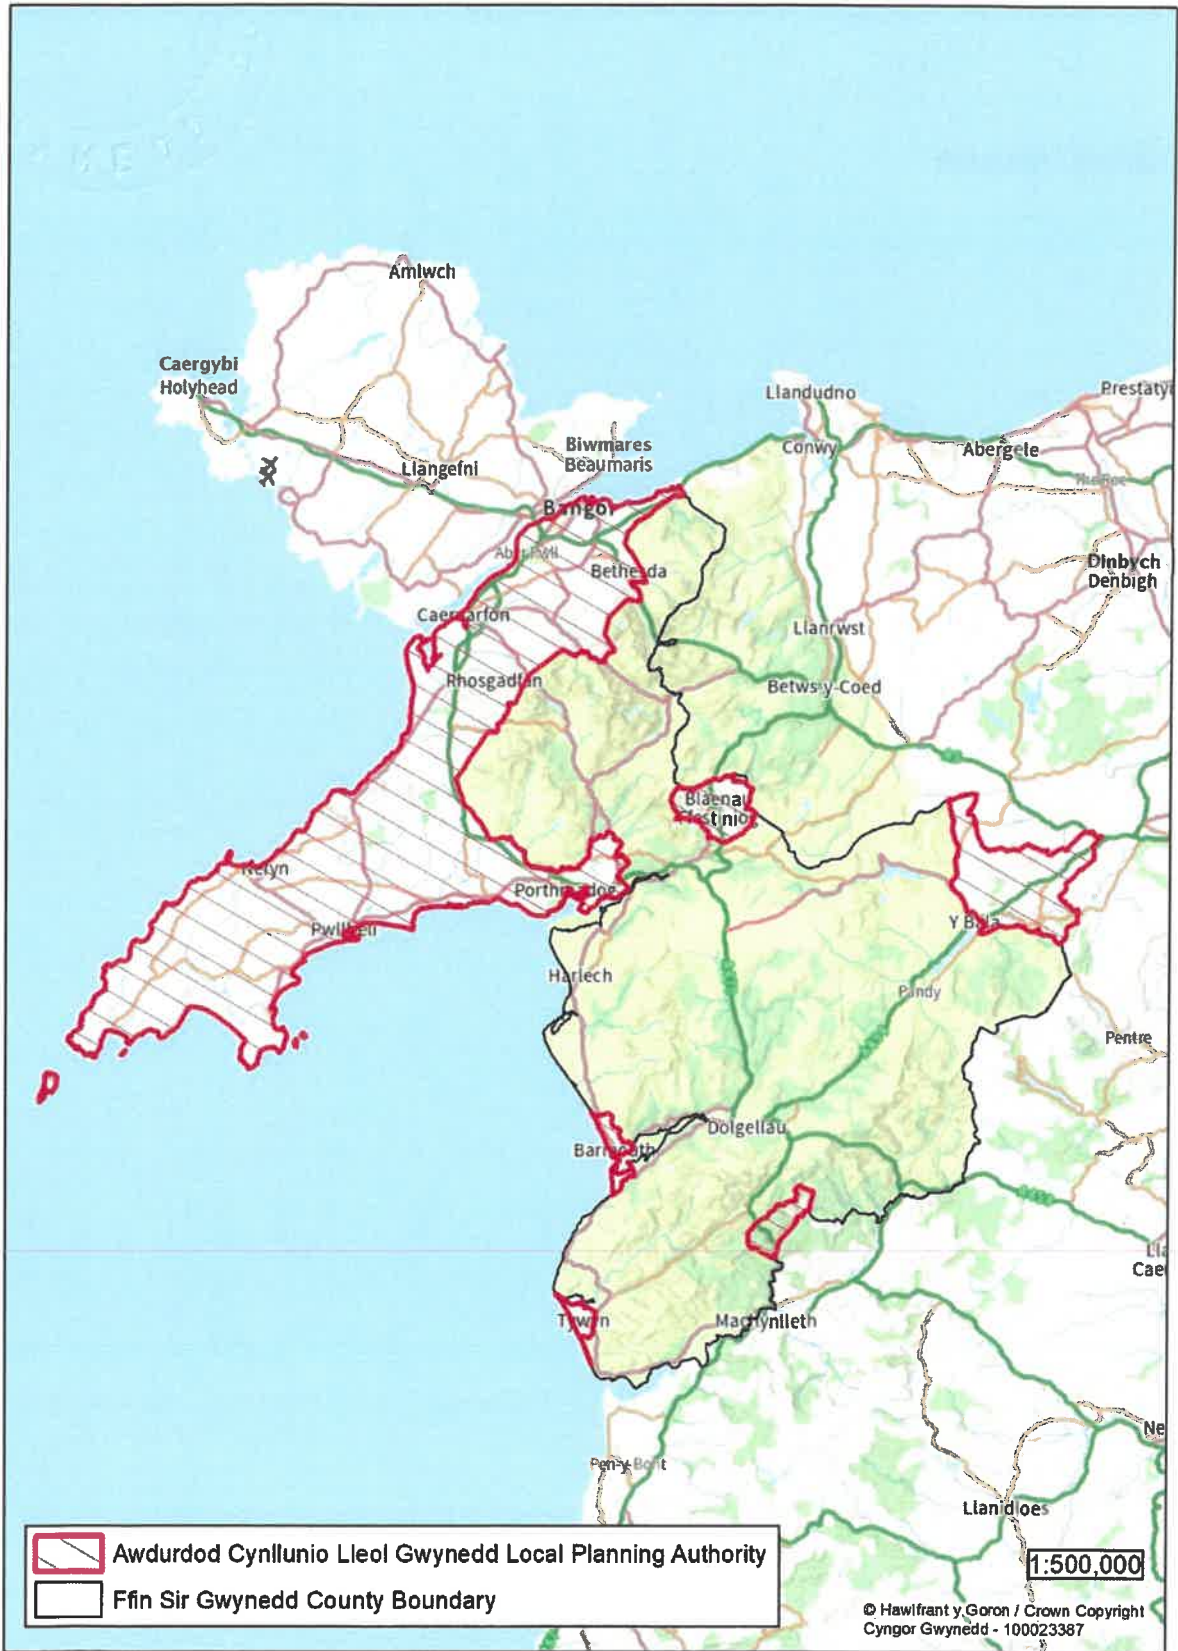 Amlwch
Caergybi
Holyhead
Llandudno
Prestatyn
Biwmares
Beaumaris
Conwy
Abergele
Llangefni
Bangor
Bethesda
Dinbych
Denbigh
Caernarfon
Llanrwst
Rhosgadfan
Betws-y-Coed
Blaenau
Ffestiniog
Nefyn
Porthmadog
Pwllheli
Y Bala
Harlech
Pandy
Pentre
Dolgellau
Barmouth
Tywyn
Machynlleth
Caer
Ne
Pen-y-Bont
Llanidloes
Awdurdod Cynllunio Lleol Gwynedd Local Planning Authority
Ffin Sir Gwynedd County Boundary
1:500,000
© Hawlfraint y Goron / Crown Copyright
Cyngor Gwynedd - 100023387